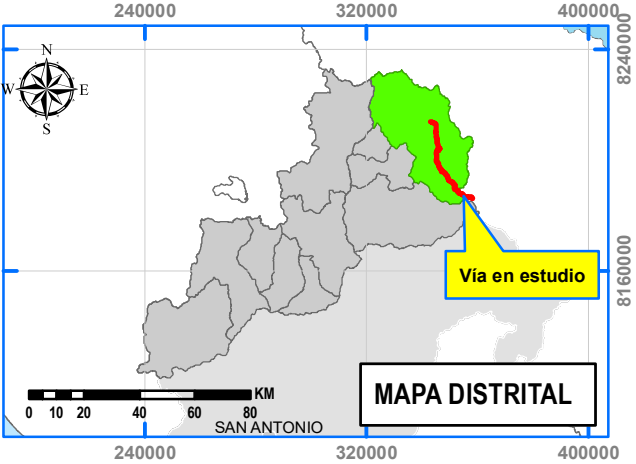 240000 320000 400000
8240000
N
W E
S
8160000
Vía en estudio
MAPA DISTRITAL
KM
0 10 20 40 60 80
SAN ANTONIO
240000 320000 400000